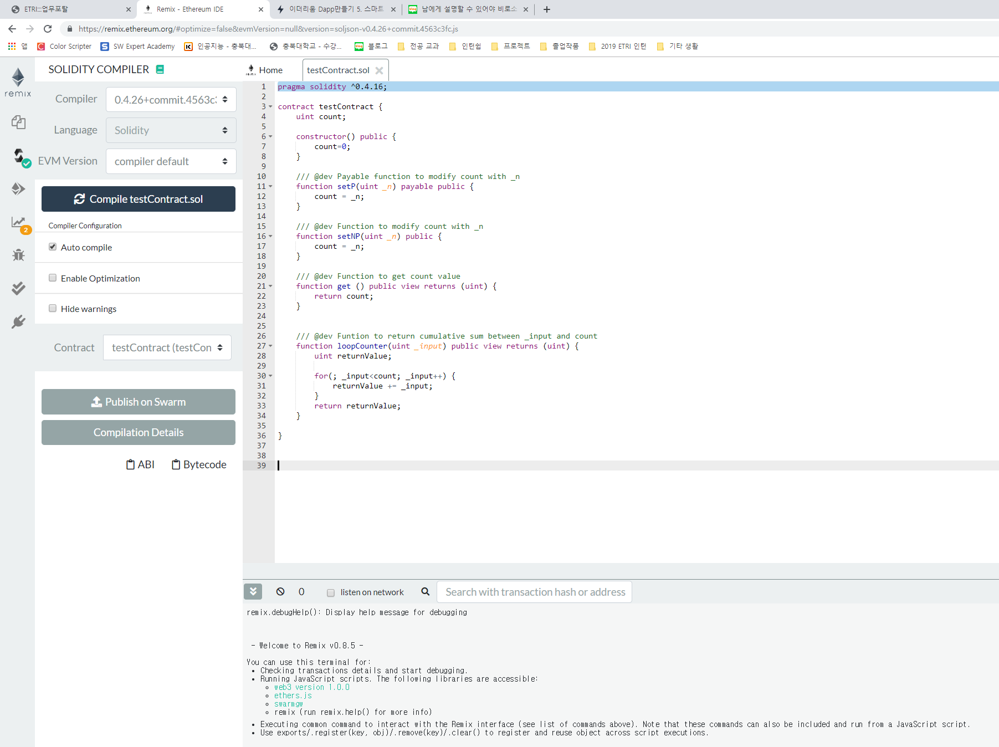 ETRI:::업무포탈
Remix - Ethereum IDE
이더리움 Dapp만들기 5. 스마트
남에게 설명할 수 있어야 비로소
https://remix.ethereum.org/#optimize=false&evmVersion=null&version=soljson-v0.4.26+commit.4563c3fc.js
앱
Color Scripter
SW Expert Academy
인공지능 - 충북대...
충북대학교 - 수강...
블로그
전공 교과
인턴쉽
프로젝트
졸업작품
2019 ETRI 인턴
기타 생활
remix
2
SOLIDITY COMPILER
Compiler 0.4.26+commit.4563c
Language Solidity
EVM Version compiler default
Compile testContract.sol
Compiler Configuration
Auto compile
Enable Optimization
Hide warnings
Contract testContract (testCon
Publish on Swarm
Compilation Details
ABI Bytecode
Home
testContract.sol
1 pragma solidity ^0.4.16;
2
3 contract testContract {
4 uint count;
5
6 constructor() public {
7 count=0;
8 }
9
10 /// @dev Payable function to modify count with _n
11 function setP(uint _n) payable public {
12 count = _n;
13 }
14
15 /// @dev Function to modify count with _n
16 function setNP(uint _n) public {
17 count = _n;
18 }
19
20 /// @dev Function to get count value
21 function get () public view returns (uint) {
22 return count;
23 }
24
25
26 /// @dev Funtion to return cumulative sum between _input and count
27 function loopCounter(uint _input) public view returns (uint) {
28 uint returnValue;
29
30 for(; _input<count; _input++) {
31 returnValue += _input;
32 }
33 return returnValue;
34 }
35
36 }
37
38
39
0 listen on network Search with transaction hash or address
remix.debugHelp(): Display help message for debugging
- Welcome to Remix v0.8.5 -
You can use this terminal for:
• Checking transactions details and start debugging.
• Running JavaScript scripts. The following libraries are accessible:
◦ web3 version 1.0.0
◦ ethers.js
◦ swarmgw
◦ remix (run remix.help() for more info)
• Executing common command to interact with the Remix interface (see list of commands above). Note that these commands can also be included and run from a JavaScript script.
• Use exports/.register(key, obj)/.remove(key)/.clear() to register and reuse object across script executions.